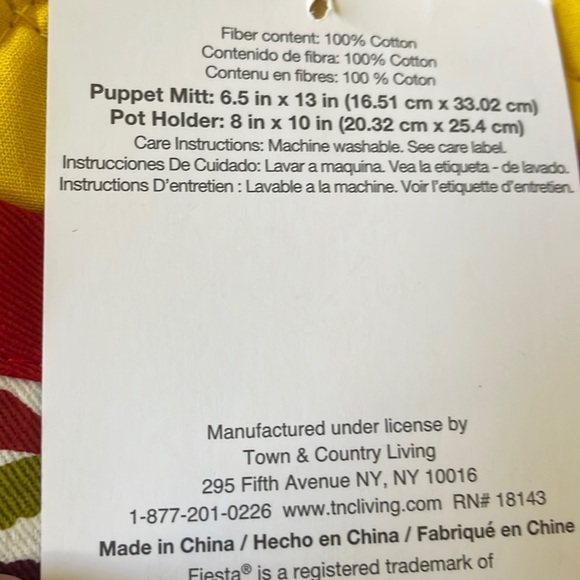 Fiber content: 100% Cotton
Contenido de fibra: 100% Cotton
Contenu en fibres: 100 % Coton
Puppet Mitt: 6.5 in x 13 in (16.51 cm x 33.02 cm)
Pot Holder: 8 in x 10 in (20.32 cm x 25.4 cm)
Care Instructions: Machine washable. See care label.
Instrucciones De Cuidado: Lavar a maquina. Vea la etiqueta - de lavado.
Instructions D'entretien : Lavable a la machine. Voir l'etiquette d'entretien.
Manufactured under license by
Town & Country Living
295 Fifth Avenue NY, NY 10016
1-877-201-0226 www.tncliving.com RN# 18143
Made in China / Hecho en China / Fabriqué en Chine
Fiesta® is a registered trademark of